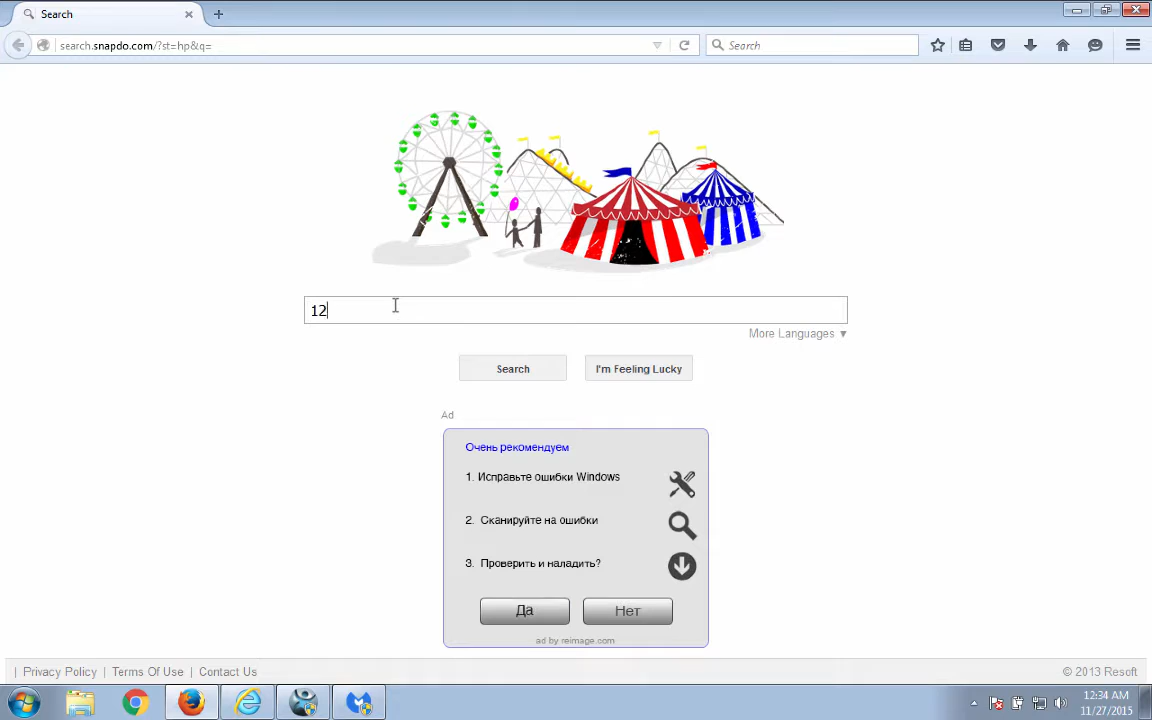 Search
search.snapdo.com/?st=hp&q=
Search
12
More Languages ▼
Search
I'm Feeling Lucky
Ad
Очень рекомендуем
1. Исправьте ошибки Windows
2. Сканируйте на ошибки
3. Проверить и наладить?
Да
Нет
ad by reimage.com
| Privacy Policy | Terms Of Use | Contact Us
© 2013 Resoft
12:34 AM
11/27/2015